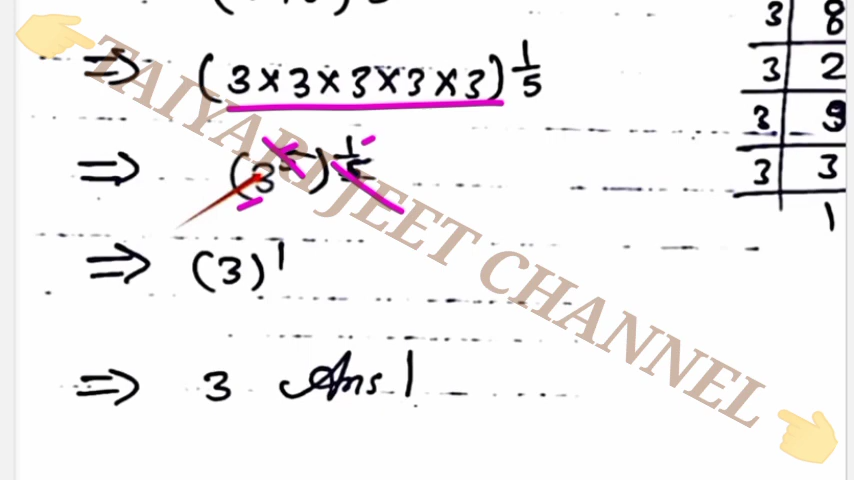 ⇒ (3×3×3×3×3)^1/5
⇒ (3^5)^1/5
⇒ (3)^1
⇒ 3 Ans |
3 | 8
3 | 2
3 | 9
3 | 3
1
TAIYARI JEET CHANNEL